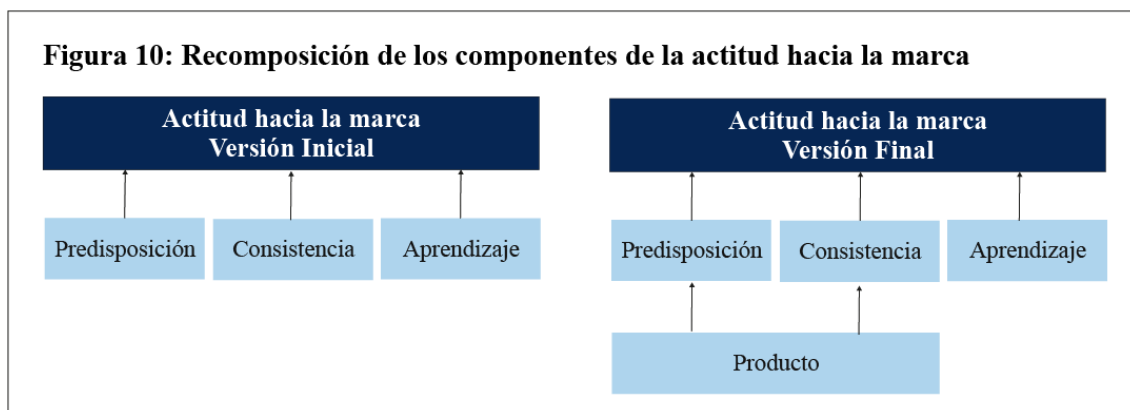 Figura 10: Recomposición de los componentes de la actitud hacia la marca
Actitud hacia la marca
Versión Inicial
Predisposición
Consistencia
Aprendizaje
Actitud hacia la marca
Versión Final
Predisposición
Consistencia
Aprendizaje
Producto